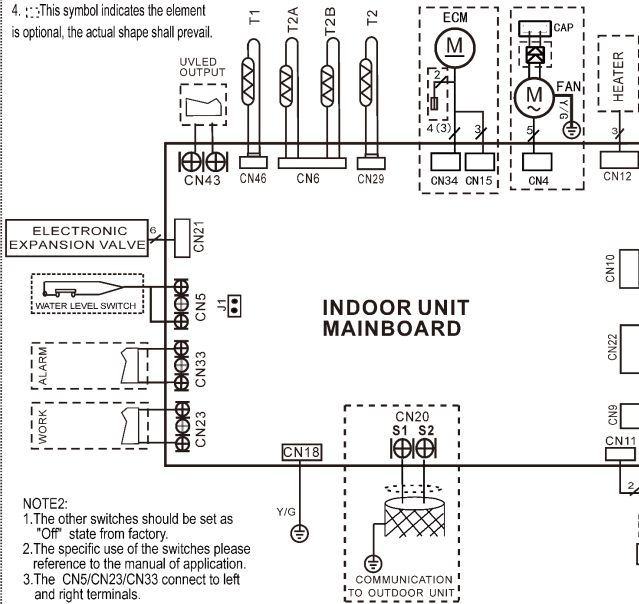 4. This symbol indicates the element
is optional, the actual shape shall prevail.
T1
T2A
T2B
T2
ECM
M
2
4(3)
3
CAP
FAN
M
~
Y/G
5
HEATER
3
UVLED
OUTPUT
CN43
CN46
CN6
CN29
CN34
CN15
CN4
CN12
ELECTRONIC
EXPANSION VALVE
6
CN21
WATER LEVEL SWITCH
CN5
J1
ALARM
CN33
WORK
CN23
INDOOR UNIT
MAINBOARD
CN10
CN22
CN9
CN11
2
CN18
Y/G
CN20
S1 S2
COMMUNICATION
TO OUTDOOR UNIT
NOTE2:
1.The other switches should be set as
"Off" state from factory.
2.The specific use of the switches please
reference to the manual of application.
3.The CN5/CN23/CN33 connect to left
and right terminals.